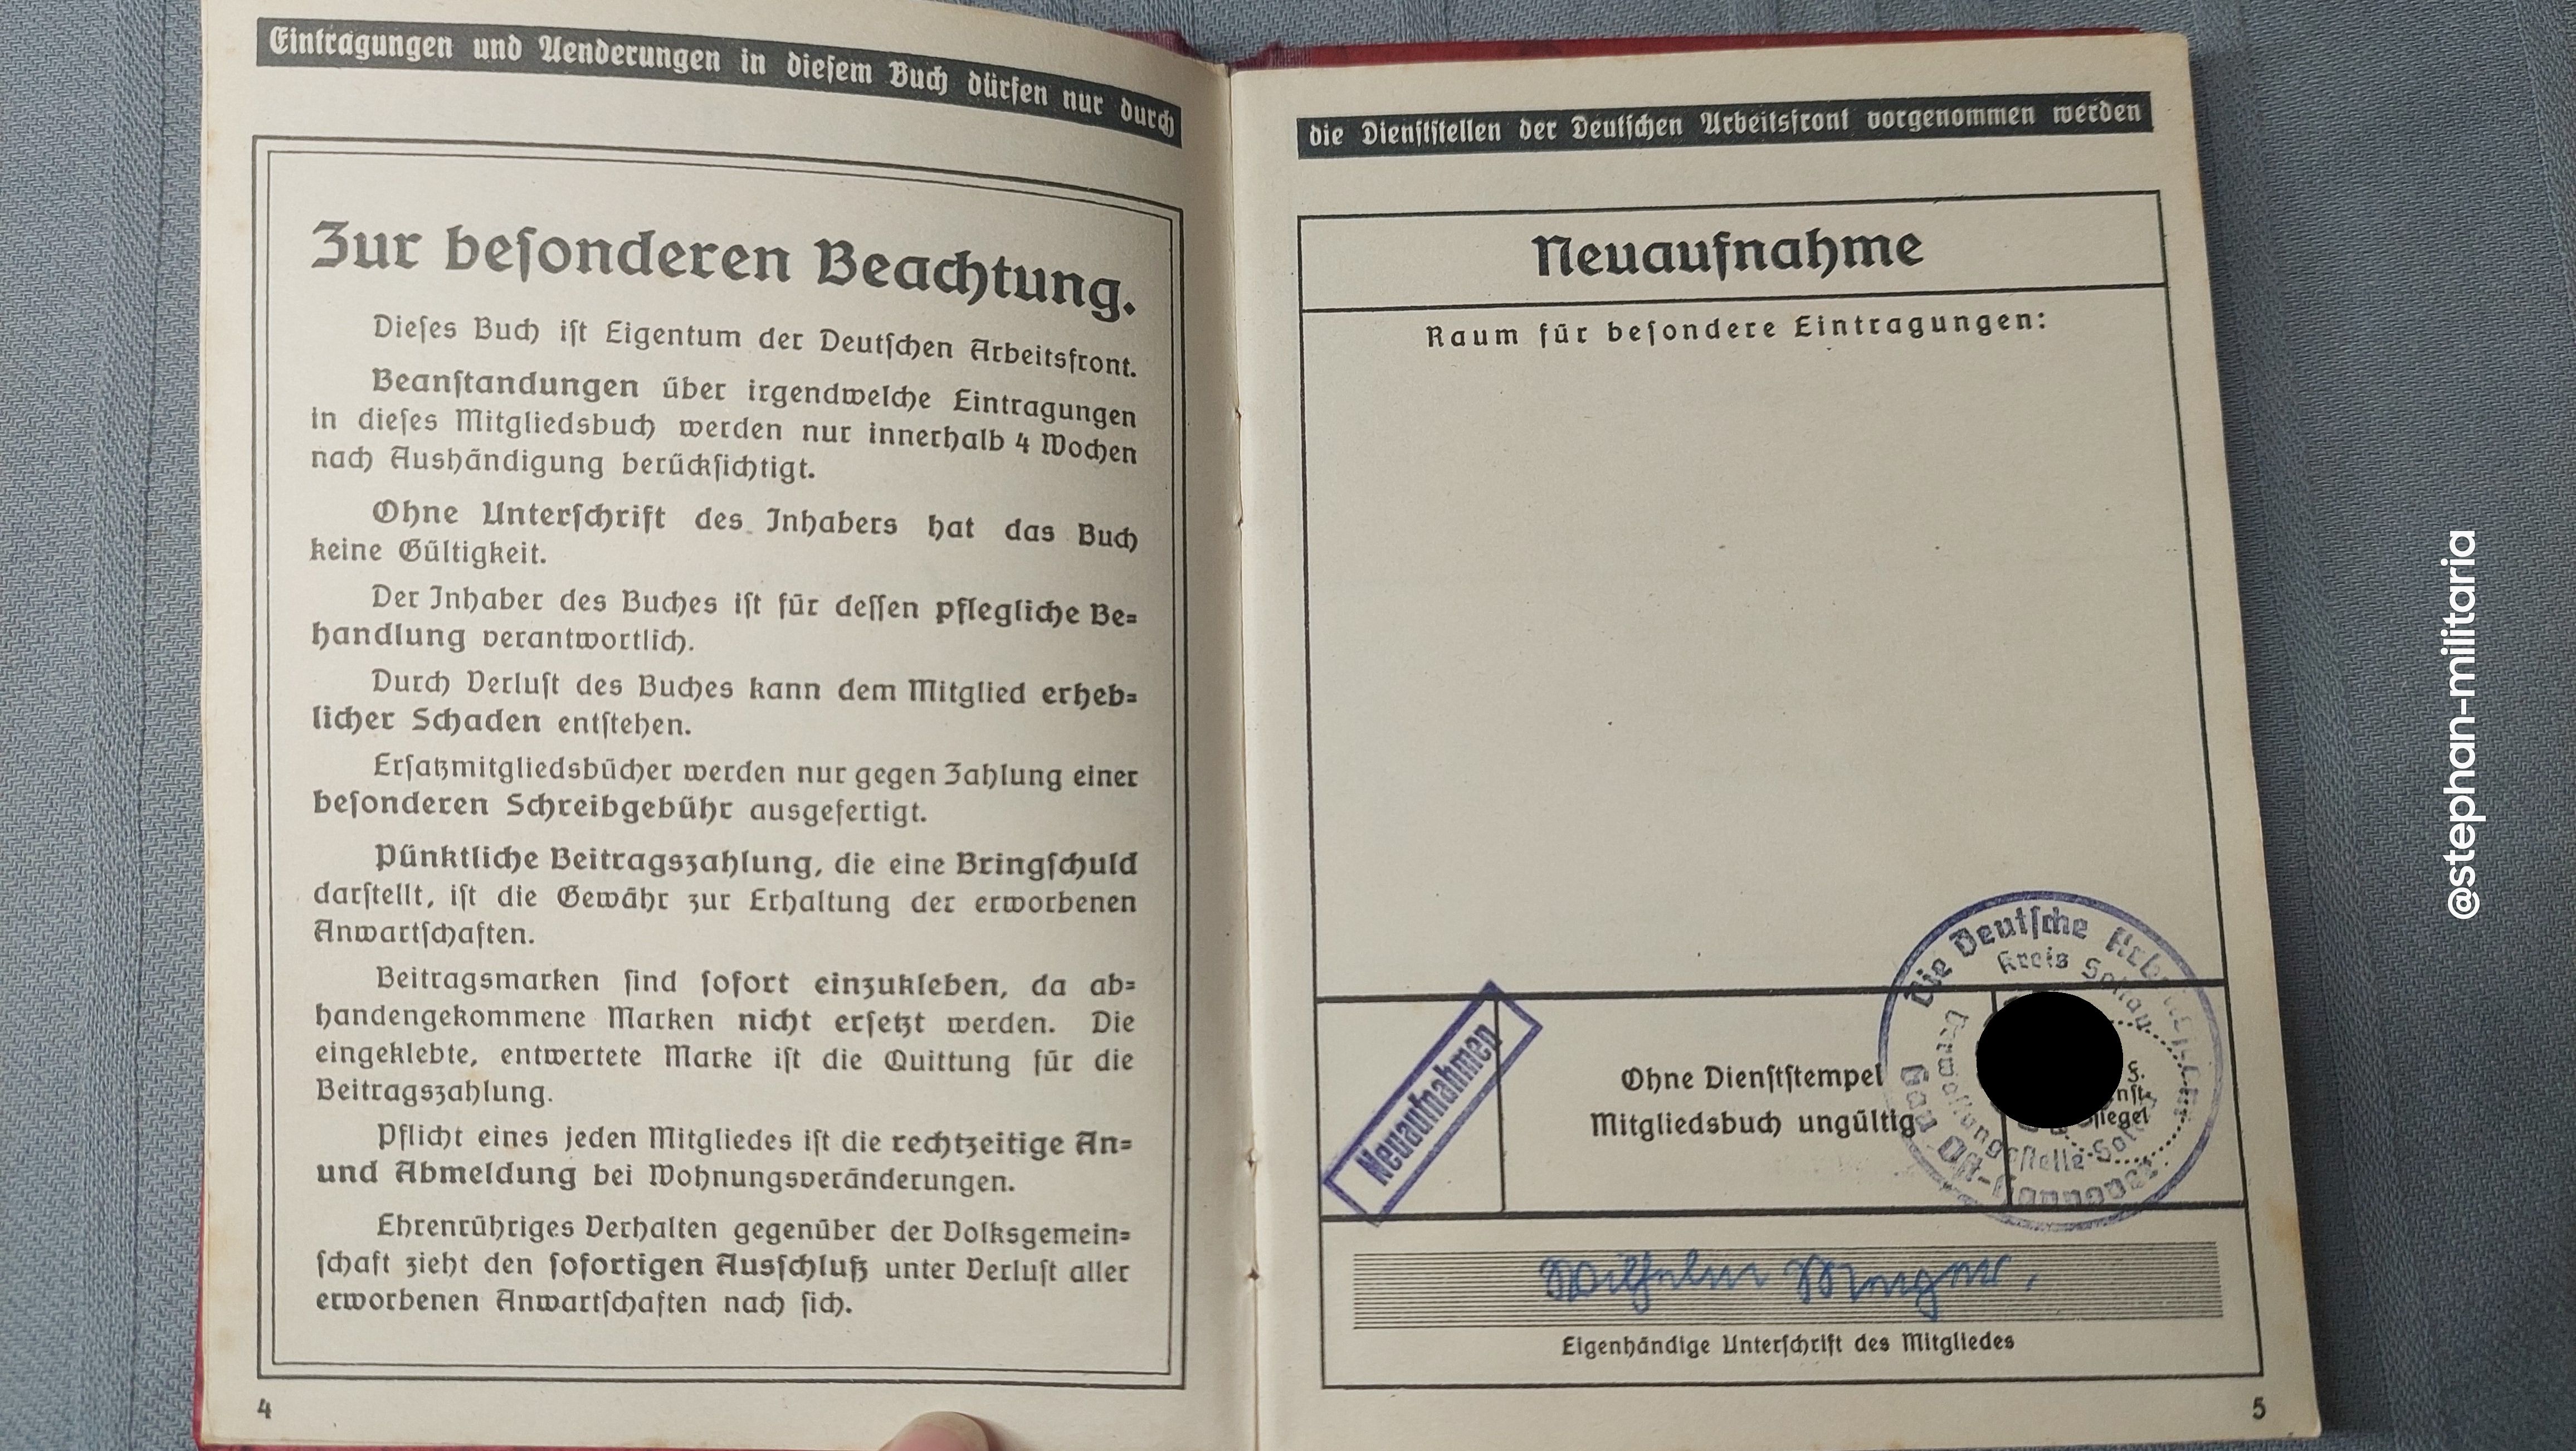 Eintragungen und Aenderungen in dieſem Buch dürfen nur durch
Zur beſonderen Beachtung.
Dieſes Buch iſt Eigentum der Deutſchen Arbeitsfront.
Beanſtandungen über irgendwelche Eintragungen
in dieſes Mitgliedsbuch werden nur innerhalb 4 Wochen
nach Aushändigung berückſichtigt.
Ohne Unterſchrift des Inhabers hat das Buch
keine Gültigkeit.
Der Inhaber des Buches iſt für deſſen pflegliche Be-
handlung verantwortlich.
Durch Verluſt des Buches kann dem Mitglied erheb-
licher Schaden entſtehen.
Erſatzmitgliedsbücher werden nur gegen Zahlung einer
beſonderen Schreibgebühr ausgefertigt.
Pünktliche Beitragszahlung, die eine Bringſchuld
darſtellt, iſt die Gewähr zur Erhaltung der erworbenen
Anwartſchaften.
Beitragsmarken ſind ſofort einzukleben, da ab-
handengekommene Marken nicht erſetzt werden. Die
eingeklebte, entwertete Marke iſt die Quittung für die
Beitragszahlung.
Pflicht eines jeden Mitgliedes iſt die rechtzeitige An-
und Abmeldung bei Wohnungsveränderungen.
Ehrenrühriges Verhalten gegenüber der Volksgemein-
ſchaft zieht den ſofortigen Ausſchluß unter Verluſt aller
erworbenen Anwartſchaften nach ſich.
4
die Dienſtſtellen der Deutſchen Arbeitsfront vorgenommen werden
Neuaufnahme
Raum für beſondere Eintragungen:
Neuaufnahmen
Ohne Dienſtſtempel
Mitgliedsbuch ungültig
Die Deutſche Arbeitsfront
Kreis Soltau
Verwaltungsſtelle Soltau
Gau Oſt-Hannover
Wilhelm
Eigenhändige Unterſchrift des Mitgliedes
5
@stephan-militaria